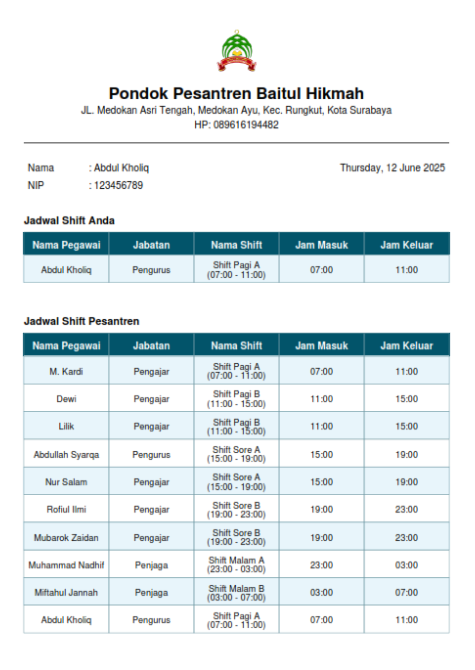 Pondok Pesantren Baitul Hikmah
JL. Medokan Asri Tengah, Medokan Ayu, Kec. Rungkut, Kota Surabaya
HP: 089616194482
Nama : Abdul Kholiq Thursday, 12 June 2025
NIP : 123456789
Jadwal Shift Anda
Nama Pegawai Jabatan Nama Shift Jam Masuk Jam Keluar
Abdul Kholiq Pengurus Shift Pagi A (07:00 - 11:00) 07:00 11:00
Jadwal Shift Pesantren
Nama Pegawai Jabatan Nama Shift Jam Masuk Jam Keluar
M. Kardi Pengajar Shift Pagi A (07:00 - 11:00) 07:00 11:00
Dewi Pengajar Shift Pagi B (11:00 - 15:00) 11:00 15:00
Lilik Pengajar Shift Pagi B (11:00 - 15:00) 11:00 15:00
Abdullah Syarqa Pengurus Shift Sore A (15:00 - 19:00) 15:00 19:00
Nur Salam Pengajar Shift Sore A (15:00 - 19:00) 15:00 19:00
Rofiul Ilmi Pengajar Shift Sore B (19:00 - 23:00) 19:00 23:00
Mubarok Zaidan Pengajar Shift Sore B (19:00 - 23:00) 19:00 23:00
Muhammad Nadhif Penjaga Shift Malam A (23:00 - 03:00) 23:00 03:00
Miftahul Jannah Penjaga Shift Malam B (03:00 - 07:00) 03:00 07:00
Abdul Kholiq Pengurus Shift Pagi A (07:00 - 11:00) 07:00 11:00